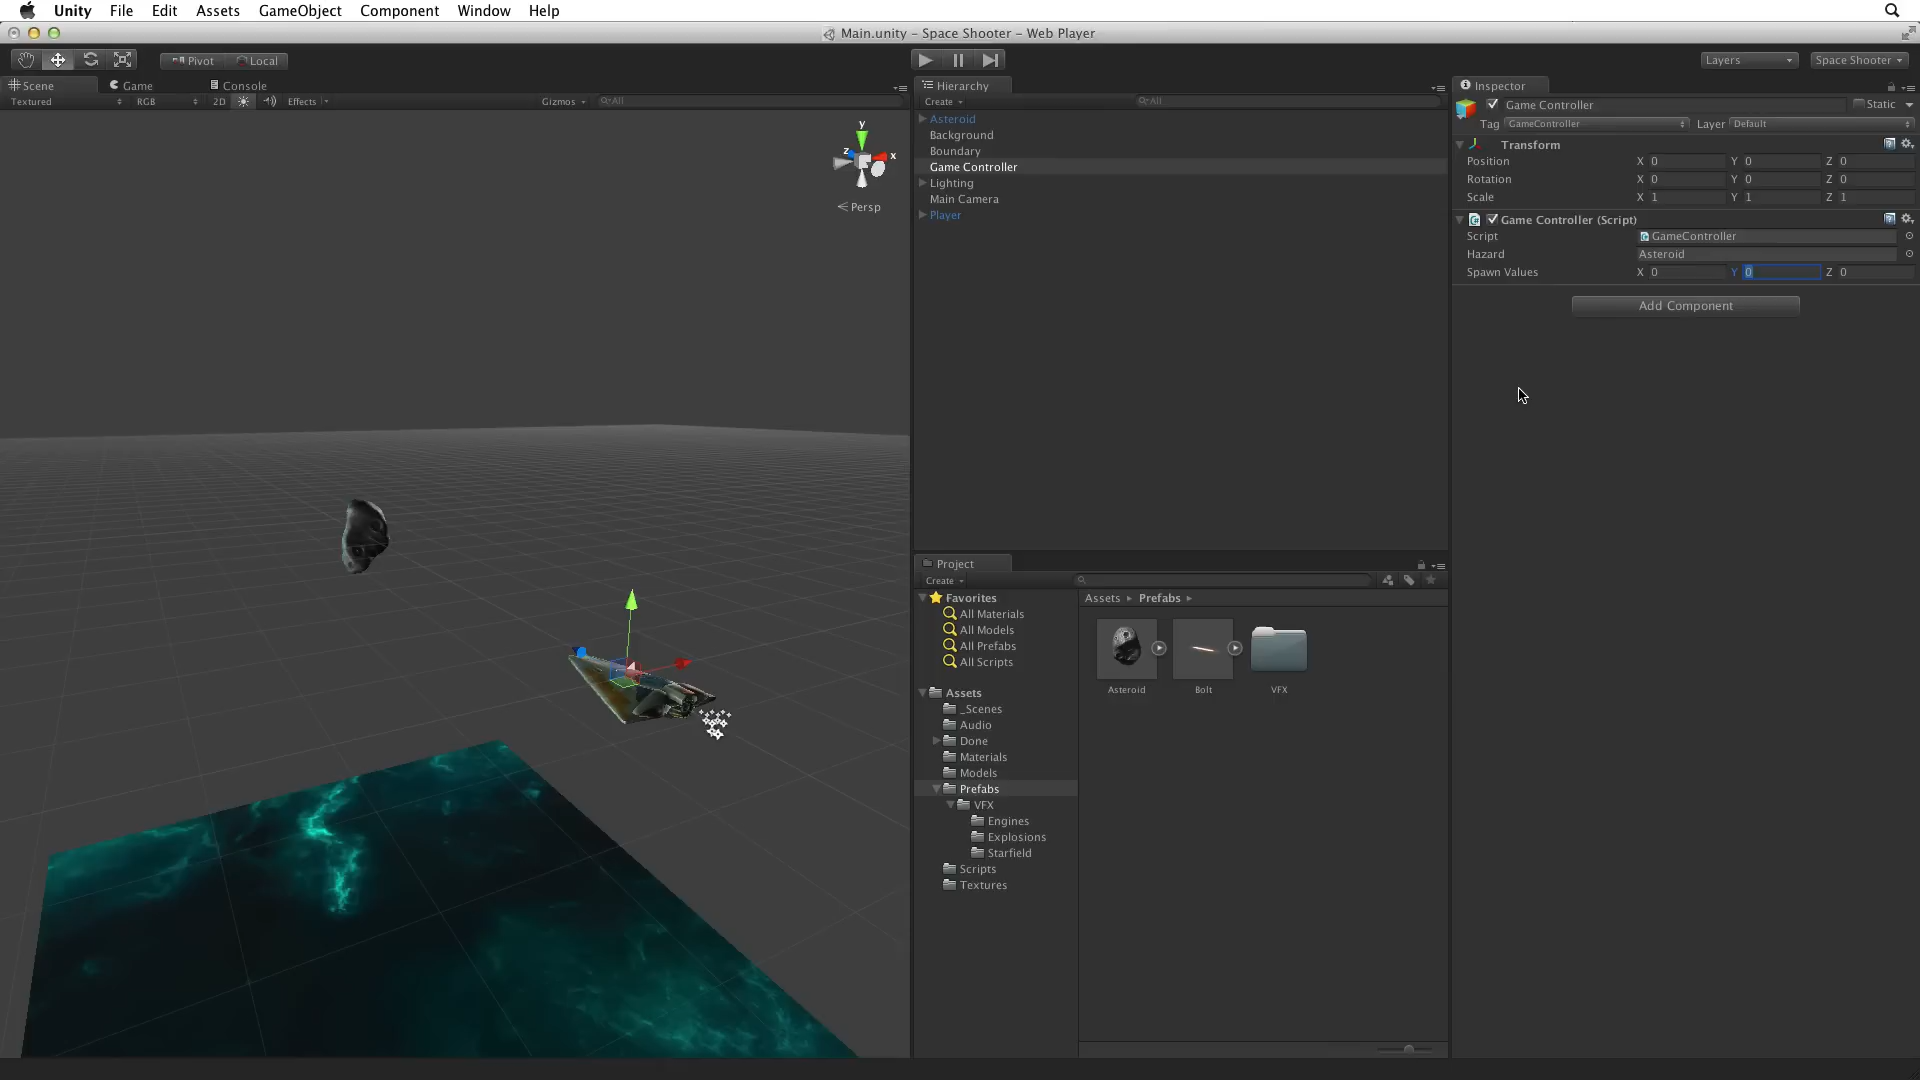 Unity File Edit Assets GameObject Component Window Help
Main.unity – Space Shooter – Web Player
Pivot Local Layers Space Shooter
Scene Game Console
Textured RGB 2D Effects Gizmos All
y
z x
Persp
Hierarchy
Create All
Asteroid
Background
Boundary
Game Controller
Lighting
Main Camera
Player
Project
Create
Favorites
All Materials
All Models
All Prefabs
All Scripts
Assets
_Scenes
Audio
Done
Materials
Models
Prefabs
VFX
Engines
Explosions
Starfield
Scripts
Textures
Assets Prefabs
Asteroid Bolt VFX
Inspector
Game Controller Static
Tag GameController Layer Default
Transform
Position X 0 Y 0 Z 0
Rotation X 0 Y 0 Z 0
Scale X 1 Y 1 Z 1
Game Controller (Script)
Script GameController
Hazard Asteroid
Spawn Values X 0 Y 0 Z 0
Add Component